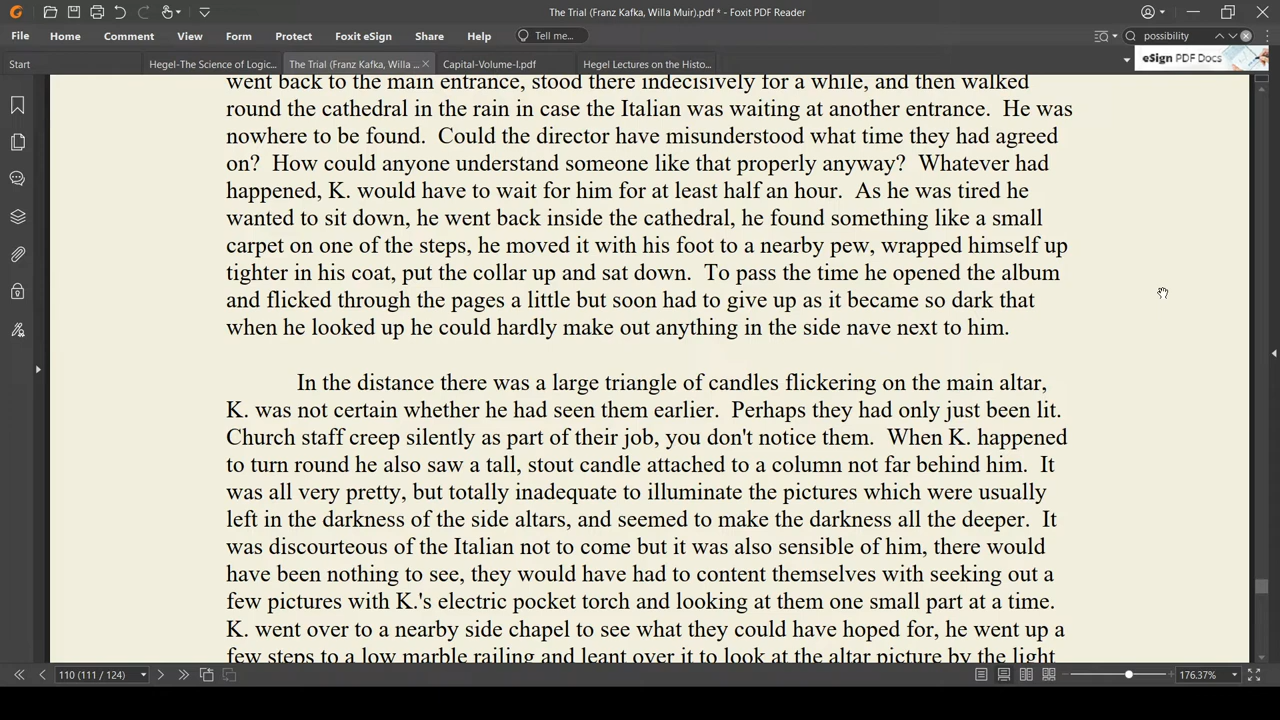 The Trial (Franz Kafka, Willa Muir).pdf * - Foxit PDF Reader
File Home Comment View Form Protect Foxit eSign Share Help Tell me... possibility
Start Hegel-The Science of Logic... The Trial (Franz Kafka, Willa ... Capital-Volume-I.pdf Hegel Lectures on the Histo... eSign PDF Docs
went back to the main entrance, stood there indecisively for a while, and then walked
round the cathedral in the rain in case the Italian was waiting at another entrance. He was
nowhere to be found. Could the director have misunderstood what time they had agreed
on? How could anyone understand someone like that properly anyway? Whatever had
happened, K. would have to wait for him for at least half an hour. As he was tired he
wanted to sit down, he went back inside the cathedral, he found something like a small
carpet on one of the steps, he moved it with his foot to a nearby pew, wrapped himself up
tighter in his coat, put the collar up and sat down. To pass the time he opened the album
and flicked through the pages a little but soon had to give up as it became so dark that
when he looked up he could hardly make out anything in the side nave next to him.
In the distance there was a large triangle of candles flickering on the main altar,
K. was not certain whether he had seen them earlier. Perhaps they had only just been lit.
Church staff creep silently as part of their job, you don't notice them. When K. happened
to turn round he also saw a tall, stout candle attached to a column not far behind him. It
was all very pretty, but totally inadequate to illuminate the pictures which were usually
left in the darkness of the side altars, and seemed to make the darkness all the deeper. It
was discourteous of the Italian not to come but it was also sensible of him, there would
have been nothing to see, they would have had to content themselves with seeking out a
few pictures with K.'s electric pocket torch and looking at them one small part at a time.
K. went over to a nearby side chapel to see what they could have hoped for, he went up a
few steps to a low marble railing and leant over it to look at the altar picture by the light
110 (111 / 124) 176.37%